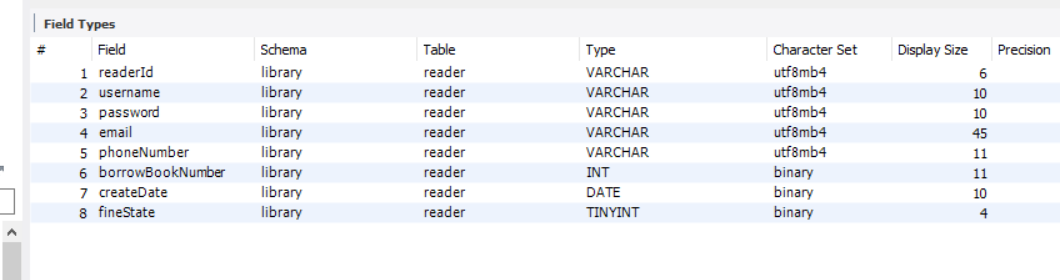 Field Types
# Field Schema Table Type Character Set Display Size Precision
1 readerId library reader VARCHAR utf8mb4 6
2 username library reader VARCHAR utf8mb4 10
3 password library reader VARCHAR utf8mb4 10
4 email library reader VARCHAR utf8mb4 45
5 phoneNumber library reader VARCHAR utf8mb4 11
6 borrowBookNumber library reader INT binary 11
7 createDate library reader DATE binary 10
8 fineState library reader TINYINT binary 4